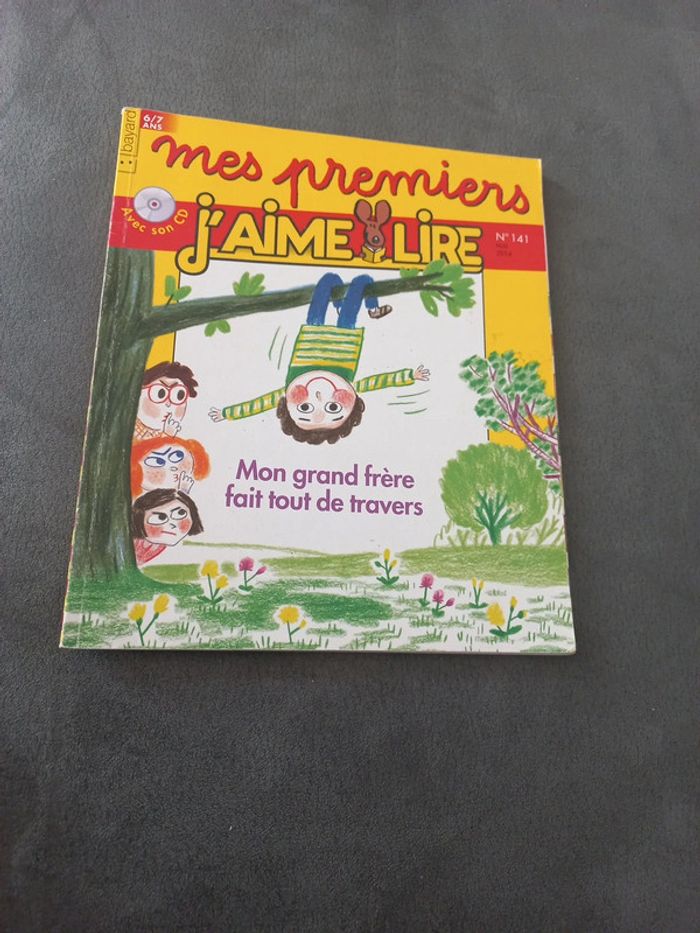 bayard
6/7
ANS
mes premiers
Avec son CD
j'AiME LiRE
N° 141
2014
Mon grand frère
fait tout de travers